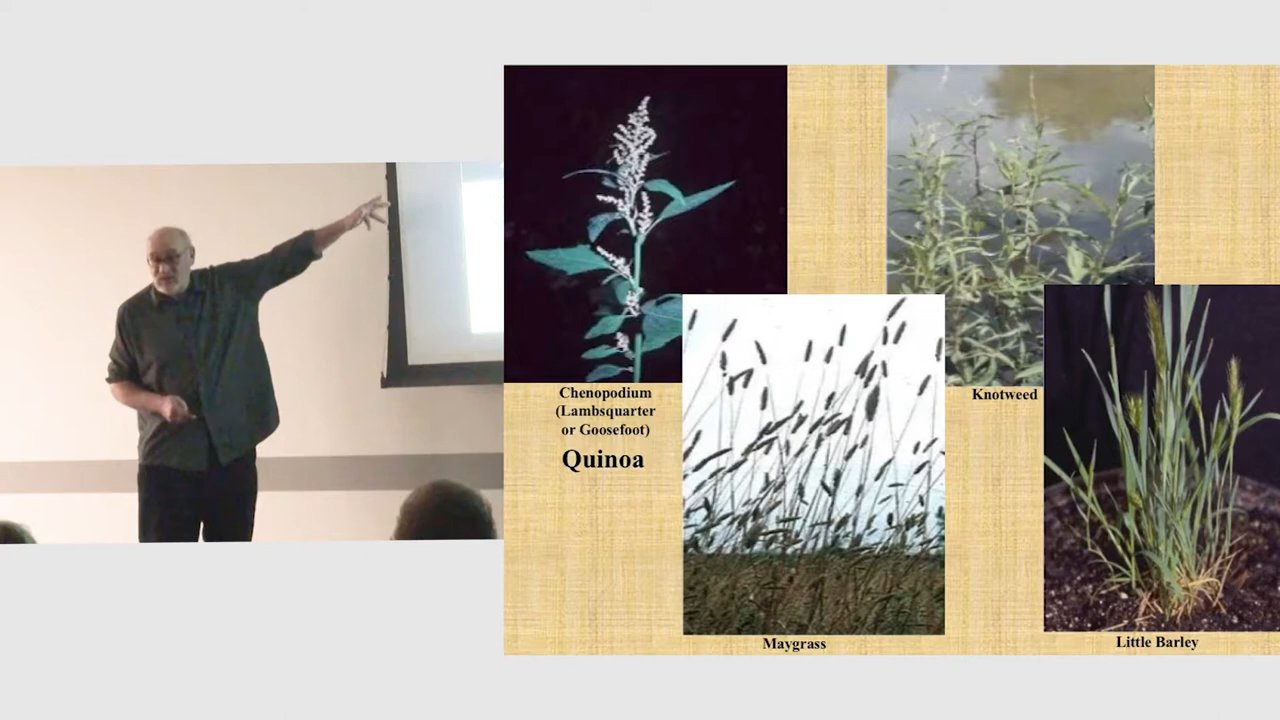 Chenopodium
(Lambsquarter
or Goosefoot)
Quinoa
Knotweed
Maygrass
Little Barley